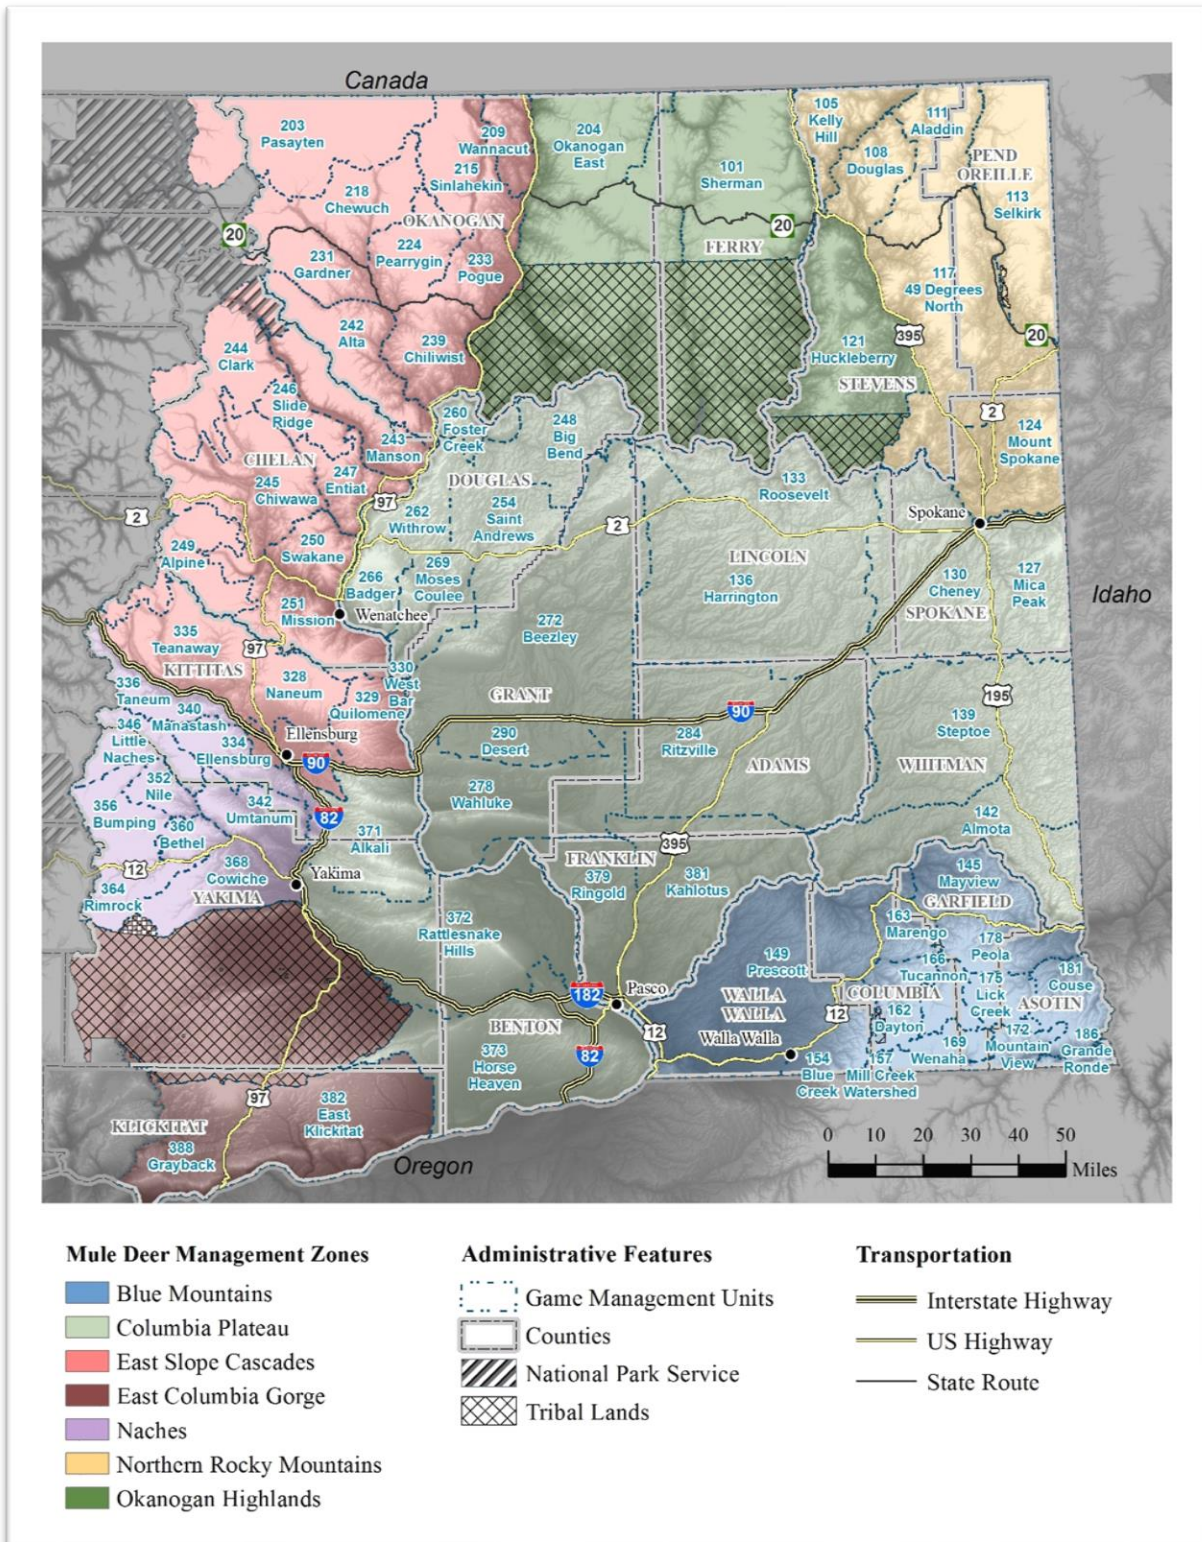 Canada
203
Pasayten
209
Wannacut
204
Okanogan
East
105
Kelly
Hill
111
Aladdin
108
Douglas
PEND
OREILLE
101
Sherman
215
Sinlahekin
218
Chewuch
OKANOGAN
113
Selkirk
20
20
224
Pearrygin
231
Gardner
233
Pogue
FERRY
117
49 Degrees
North
242
Alta
239
Chiliwist
395
20
121
Huckleberry
STEVENS
244
Clark
246
Slide
Ridge
260
Foster
Creek
248
Big
Bend
2
124
Mount
Spokane
243
Manson
CHELAN
245
Chiwawa
247
Entiat
DOUGLAS
133
Roosevelt
97
262
Withrow
254
Saint
Andrews
2
2
Spokane
249
Alpine
250
Swakane
LINCOLN
266
Badger
269
Moses
Coulee
136
Harrington
130
Cheney
127
Mica
Peak
SPOKANE
Idaho
251
Mission
Wenatchee
272
Beezley
335
Teanaway
97
KITTITAS
330
West
Bar
336
Taneum
328
Naneum
329
Quilomene
GRANT
195
340
Manastash
346
Little
Naches
334
Ellensburg
Ellensburg
90
90
290
Desert
284
Ritzville
139
Steptoe
ADAMS
WHITMAN
352
Nile
356
Bumping
342
Umtanum
82
278
Wahluke
371
Alkali
142
Almota
360
Bethel
395
12
FRANKLIN
379
Ringold
381
Kahlotus
145
Mayview
GARFIELD
368
Cowiche
Yakima
364
Rimrock
YAKIMA
372
Rattlesnake
Hills
163
Marengo
178
Peola
149
Prescott
166
Tucannon
175
Lick
Creek
181
Couse
182
Pasco
WALLA
WALLA
COLUMBIA
ASOTIN
BENTON
12
12
162
Dayton
Walla Walla
82
373
Horse
Heaven
154
Blue
Creek
157
Mill Creek
Watershed
169
Wenaha
172
Mountain
View
186
Grande
Ronde
97
382
East
Klickitat
KLICKITAT
388
Grayback
Oregon
0 10 20 30 40 50
Miles
Mule Deer Management Zones
Blue Mountains
Columbia Plateau
East Slope Cascades
East Columbia Gorge
Naches
Northern Rocky Mountains
Okanogan Highlands
Administrative Features
Game Management Units
Counties
National Park Service
Tribal Lands
Transportation
Interstate Highway
US Highway
State Route